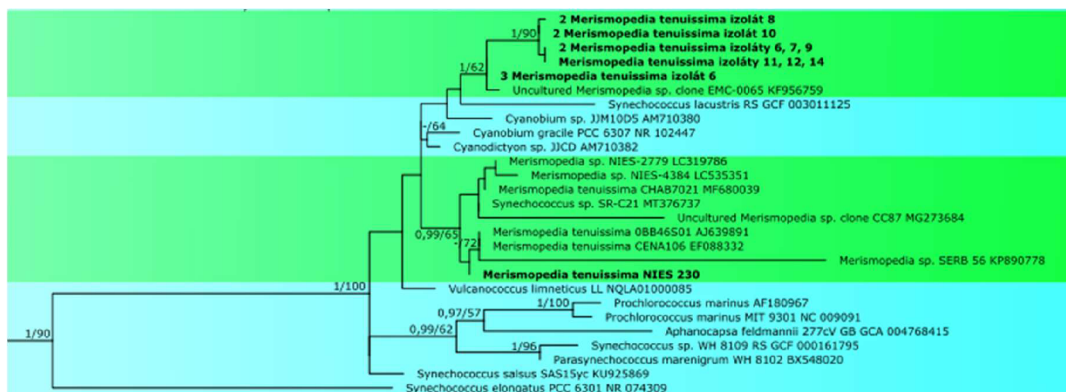 2 Merismopedia tenuissima izolát 8
1/90
2 Merismopedia tenuissima izolát 10
2 Merismopedia tenuissima izoláty 6, 7, 9
Merismopedia tenuissima izoláty 11, 12, 14
1/62
3 Merismopedia tenuissima izolát 6
Uncultured Merismopedia sp. clone EMC-0065 KF956759
Synechococcus lacustris RS GCF 003011125
Cyanobium sp. JJM10D5 AM710380
-/64
Cyanobium gracile PCC 6307 NR 102447
Cyanodictyon sp. JJCD AM710382
Merismopedia sp. NIES-2779 LC319786
Merismopedia sp. NIES-4384 LC535351
Merismopedia tenuissima CHAB7021 MF680039
Synechococcus sp. SR-C21 MT376737
Uncultured Merismopedia sp. clone CC87 MG273684
0,99/65
Merismopedia tenuissima 0BB46S01 AJ639891
-/72
Merismopedia tenuissima CENA106 EF088332
Merismopedia sp. SERB 56 KP890778
Merismopedia tenuissima NIES 230
1/100
Vulcanococcus limneticus LL NQLA01000085
1/100
Prochlorococcus marinus AF180967
0,97/57
Prochlorococcus marinus MIT 9301 NC 009091
0,99/62
Aphanocapsa feldmannii 277cV GB GCA 004768415
1/90
1/96
Synechococcus sp. WH 8109 RS GCF 000161795
Parasynechococcus marenigrum WH 8102 BX548020
Synechococcus salsus SAS15yc KU925869
Synechococcus elongatus PCC 6301 NR 074309